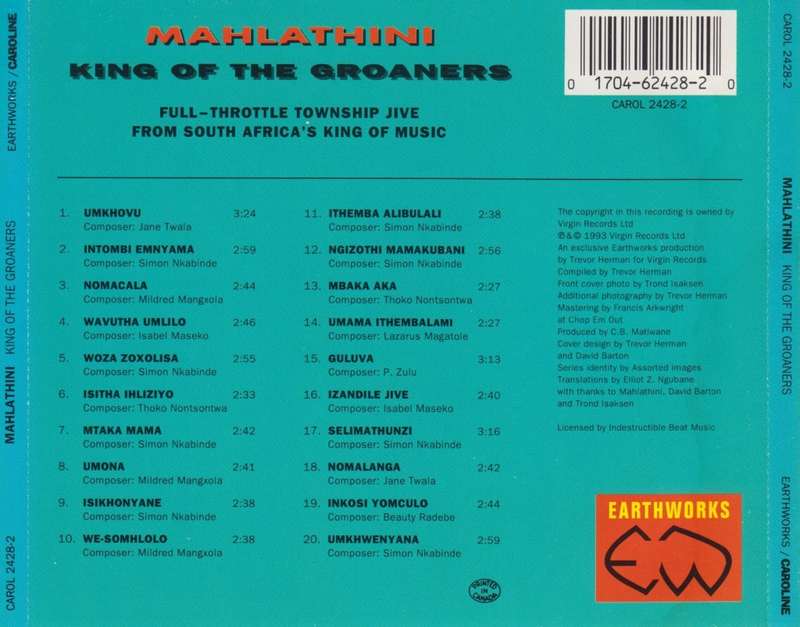 MAHLATHINI
KING OF THE GROANERS
FULL-THROTTLE TOWNSHIP JIVE
FROM SOUTH AFRICA'S KING OF MUSIC
0 1704-62428-2 0
CAROL 2428-2
1. UMKHOVU 3:24
Composer: Jane Twala
2. INTOMBI EMNYAMA 2:59
Composer: Simon Nkabinde
3. NOMACALA 2:44
Composer: Mildred Mangxola
4. WAVUTHA UMLILO 2:46
Composer: Isabel Maseko
5. WOZA ZOXOLISA 2:55
Composer: Simon Nkabinde
6. ISITHA IHLIZIYO 2:33
Composer: Thoko Nontsontwa
7. MTAKA MAMA 2:42
Composer: Simon Nkabinde
8. UMONA 2:41
Composer: Mildred Mangxola
9. ISIKHONYANE 2:38
Composer: Simon Nkabinde
10. WE-SOMHLOLO 2:38
Composer: Mildred Mangxola
11. ITHEMBA ALIBULALI 2:38
Composer: Simon Nkabinde
12. NGIZOTHI MAMAKUBANI 2:56
Composer: Simon Nkabinde
13. MBAKA AKA 2:27
Composer: Thoko Nontsontwa
14. UMAMA ITHEMBALAMI 2:27
Composer: Lazarus Magatole
15. GULUVA 3:13
Composer: P. Zulu
16. IZANDILE JIVE 2:40
Composer: Isabel Maseko
17. SELIMATHUNZI 3:16
Composer: Simon Nkabinde
18. NOMALANGA 2:42
Composer: Jane Twala
19. INKOSI YOMCULO 2:44
Composer: Beauty Radebe
20. UMKHWENYANA 2:59
Composer: Simon Nkabinde
The copyright in this recording is owned by
Virgin Records Ltd
℗&© 1993 Virgin Records Ltd
An exclusive Earthworks production
by Trevor Herman for Virgin Records
Compiled by Trevor Herman
Front cover photo by Trond Isaksen
Additional photography by Trevor Herman
Mastering by Francis Arkwright
at Chop Em Out
Produced by C.B. Matiwane
Cover design by Trevor Herman
and David Barton
Series identity by Assorted Images
Translations by Elliot Z. Ngubane
with thanks to Mahlathini, David Barton
and Trond Isaksen
Licensed by Indestructible Beat Music
EARTHWORKS
EW
PRINTED
IN
CANADA
CAROL 2428-2 MAHLATHINI KING OF THE GROANERS EARTHWORKS / CAROLINE
CAROL 2428-2 MAHLATHINI KING OF THE GROANERS EARTHWORKS / CAROLINE